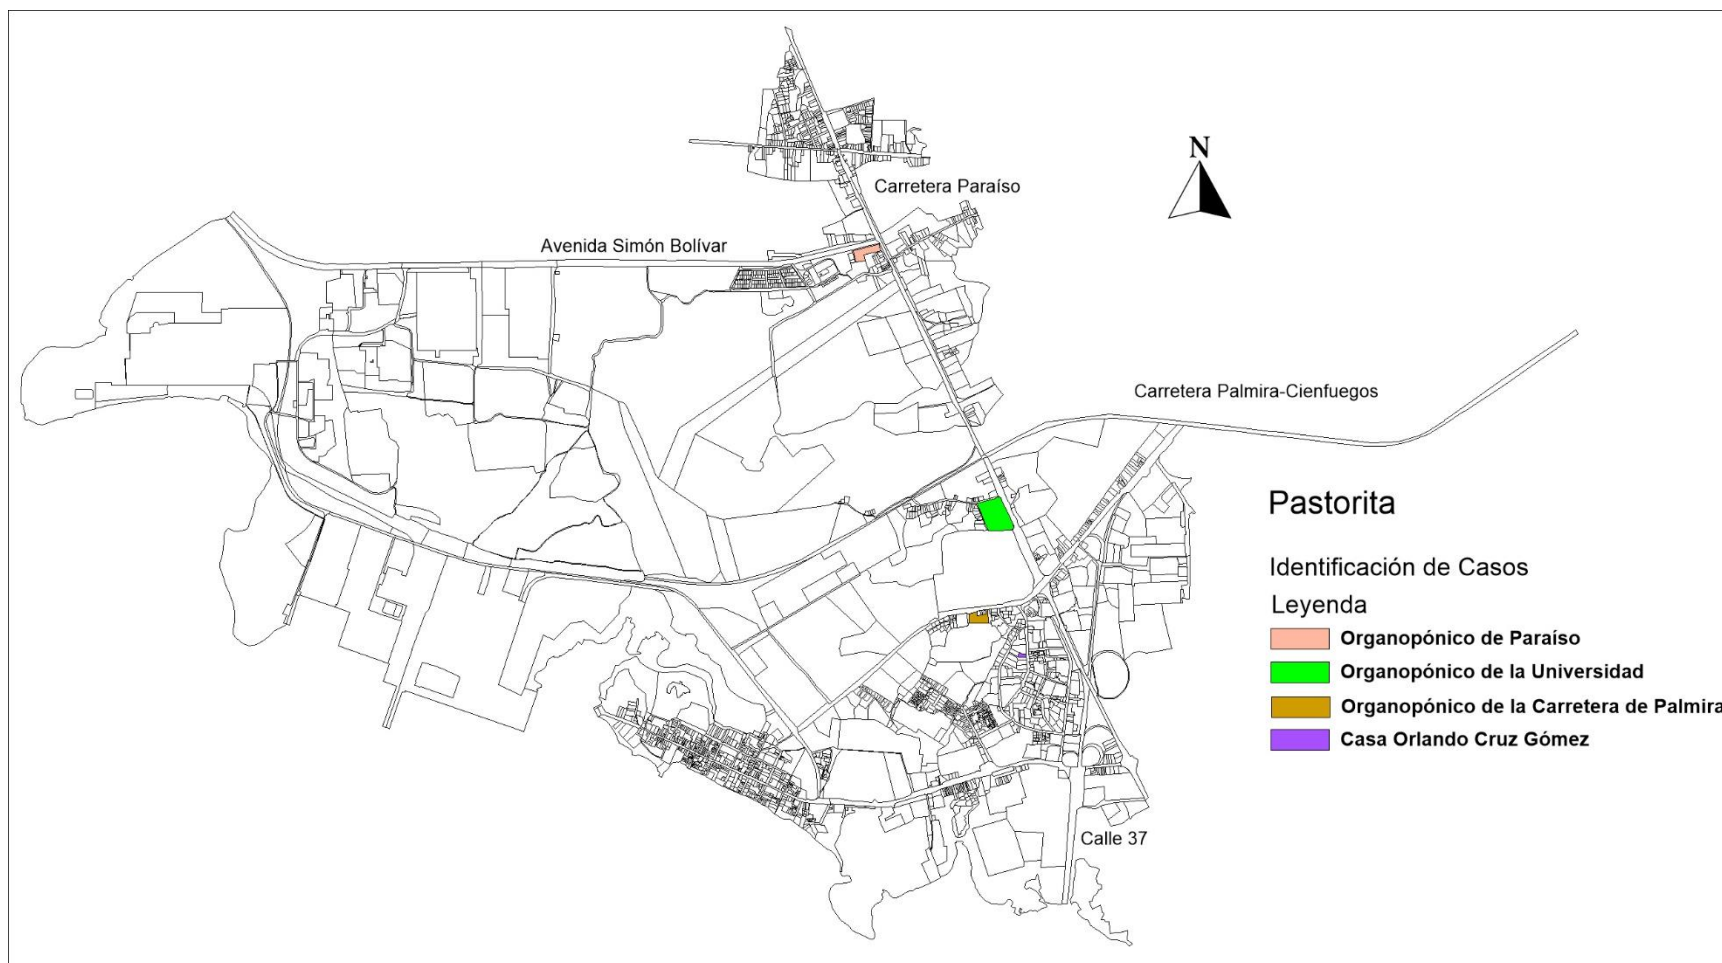 N
Carretera Paraíso
Avenida Simón Bolívar
Carretera Palmira-Cienfuegos
Pastorita
Identificación de Casos
Leyenda
Organopónico de Paraíso
Organopónico de la Universidad
Organopónico de la Carretera de Palmira
Casa Orlando Cruz Gómez
Calle 37